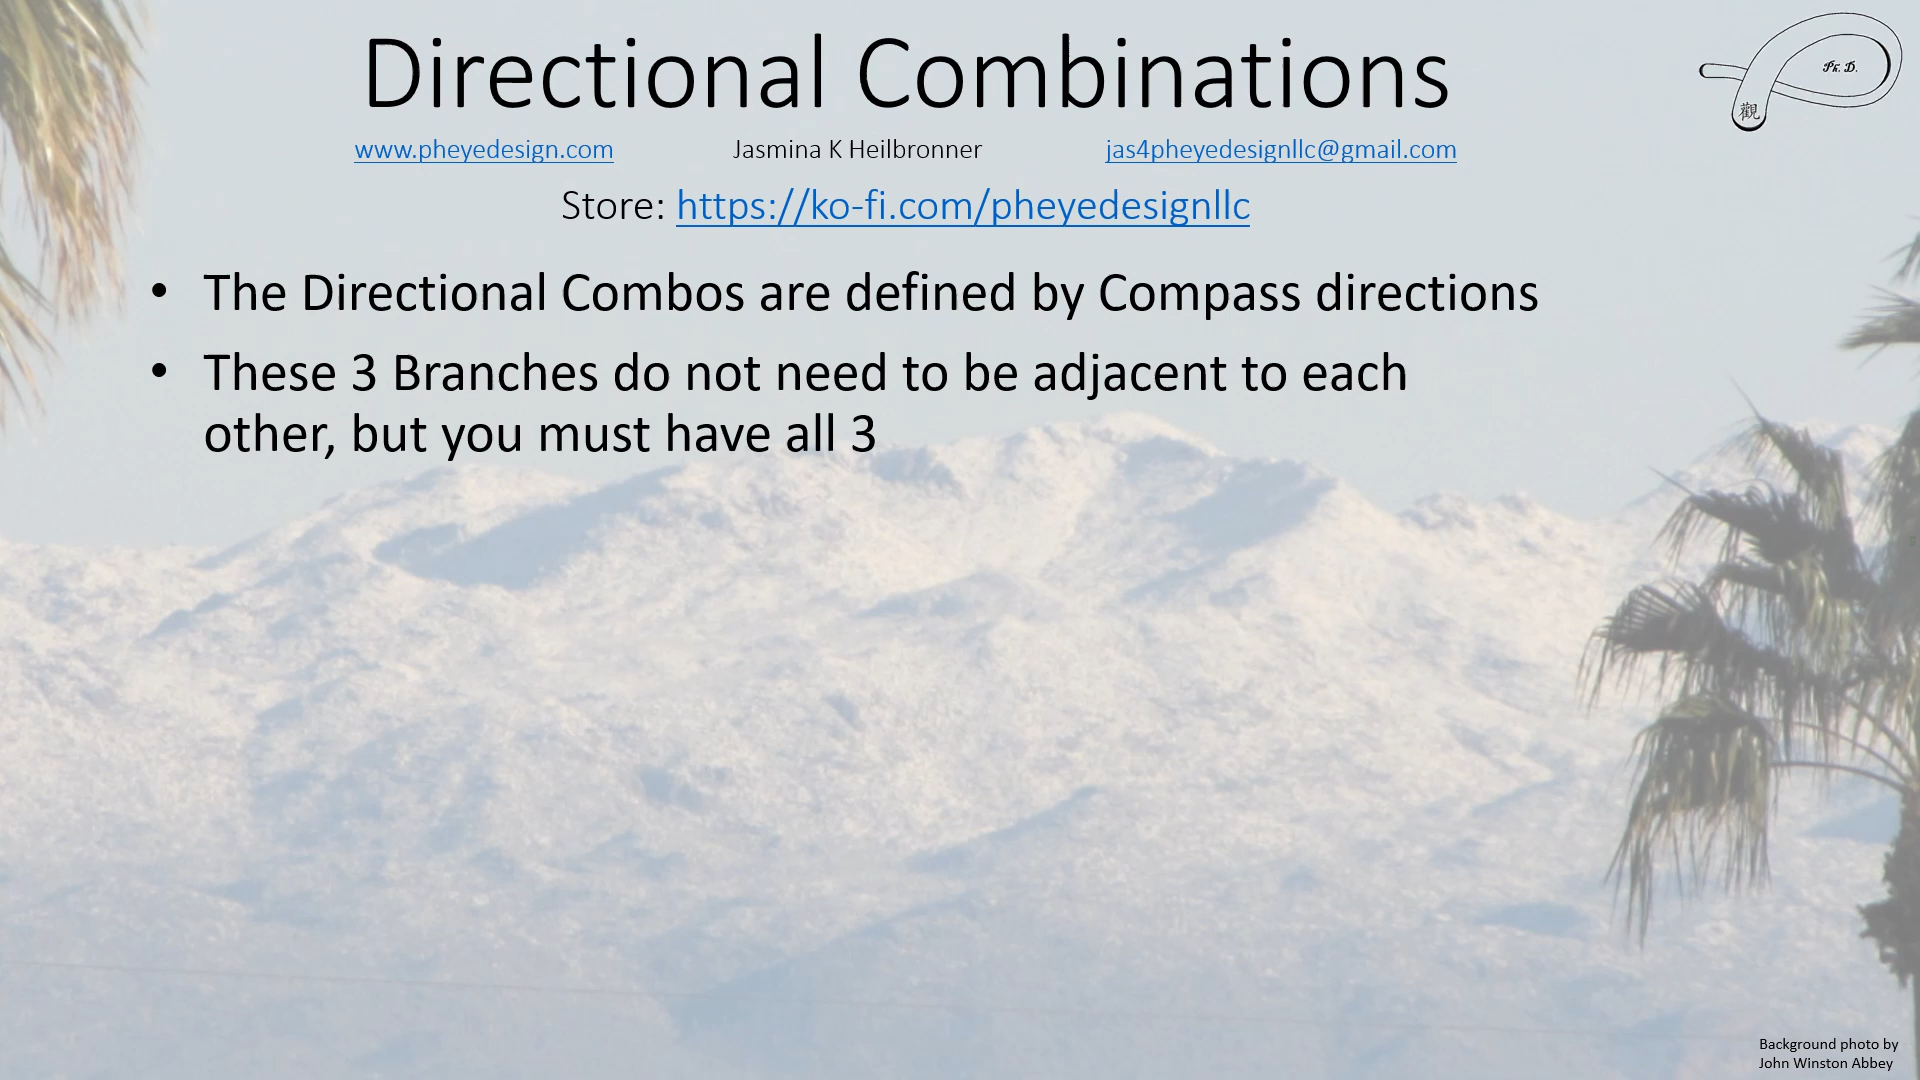 Directional Combinations
Ph. D.
觀
www.pheyedesign.com Jasmina K Heilbronner jas4pheyedesignllc@gmail.com
Store: https://ko-fi.com/pheyedesignllc
• The Directional Combos are defined by Compass directions
• These 3 Branches do not need to be adjacent to each
other, but you must have all 3
Background photo by
John Winston Abbey